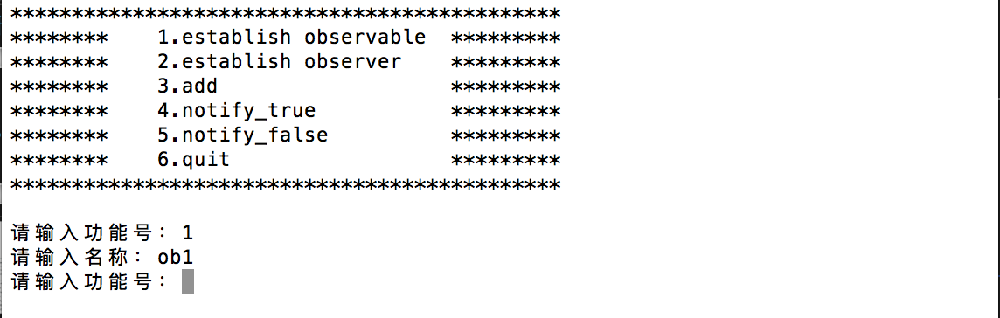 *********************************************
********    1.establish observable  *********
********    2.establish observer    *********
********    3.add                   *********
********    4.notify_true           *********
********    5.notify_false          *********
********    6.quit                  *********
*********************************************
请输入功能号: 1
请输入名称: ob1
请输入功能号: